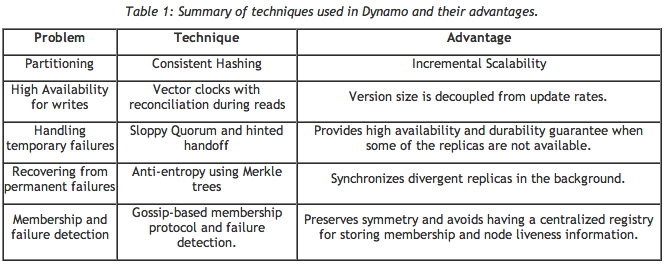 Table 1: Summary of techniques used in Dynamo and their advantages.
Problem Technique Advantage
Partitioning Consistent Hashing Incremental Scalability
High Availability
for writes
Vector clocks with
reconciliation during reads
Version size is decoupled from update rates.
Handling
temporary failures
Sloppy Quorum and hinted
handoff
Provides high availability and durability guarantee when
some of the replicas are not available.
Recovering from
permanent failures
Anti-entropy using Merkle
trees
Synchronizes divergent replicas in the background.
Membership and
failure detection
Gossip-based membership
protocol and failure
detection.
Preserves symmetry and avoids having a centralized registry
for storing membership and node liveness information.